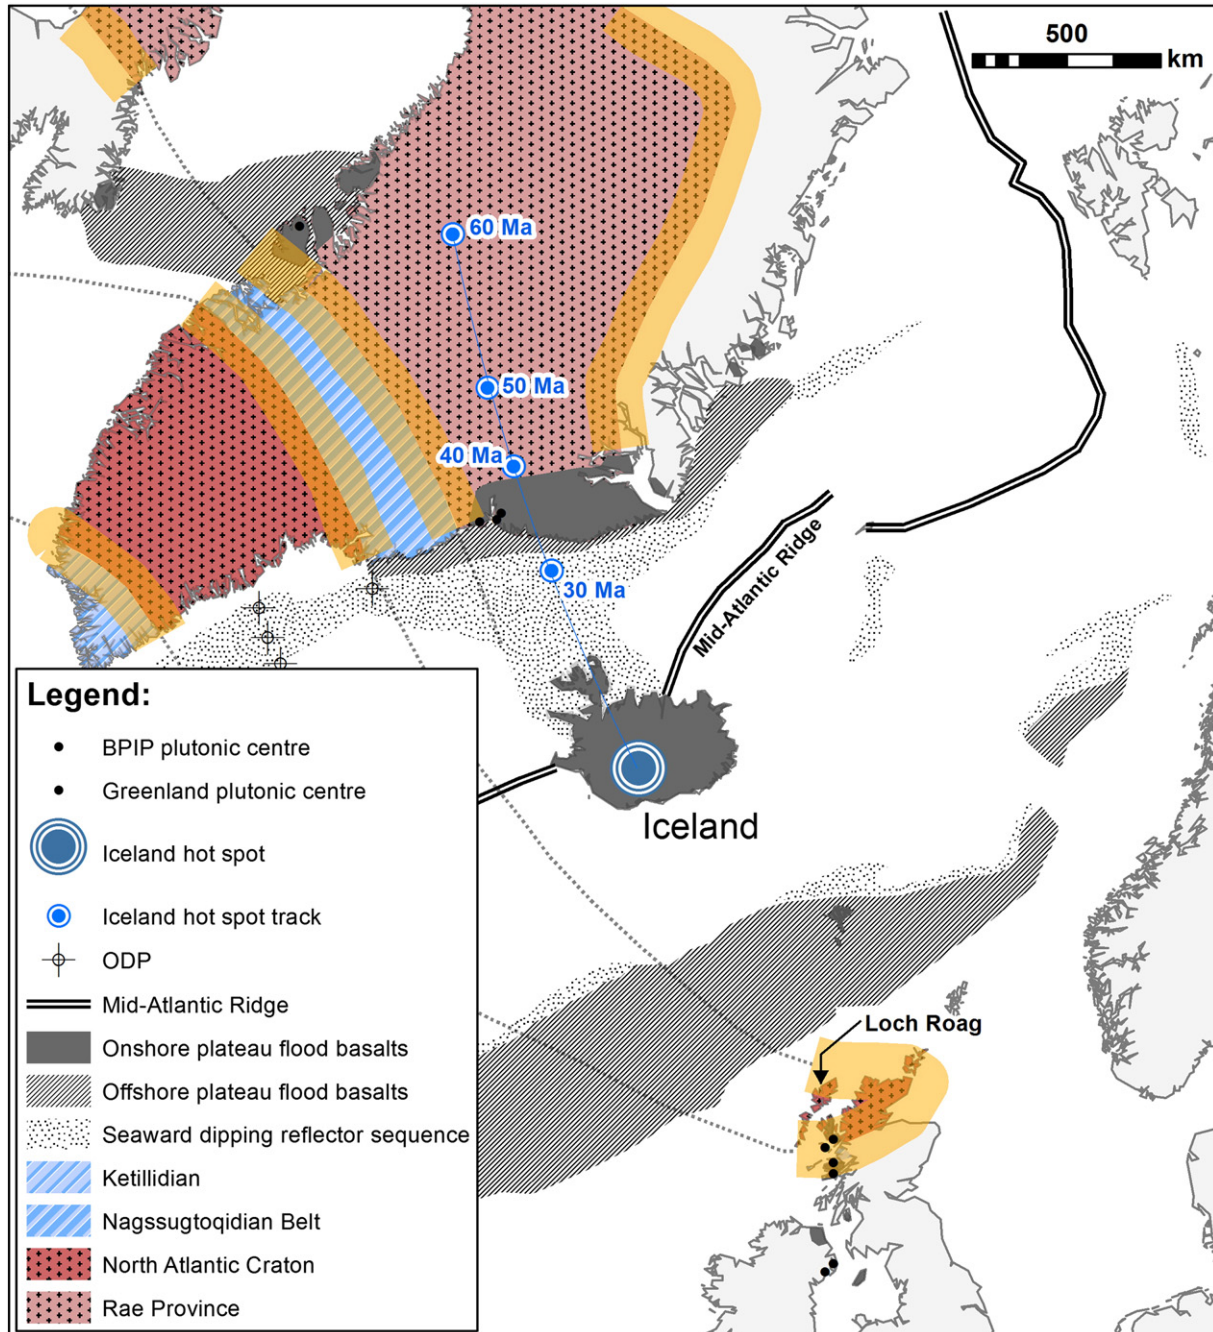 500
km
60 Ma
50 Ma
40 Ma
30 Ma
Mid-Atlantic Ridge
Iceland
Loch Roag
Legend:
BPIP plutonic centre
Greenland plutonic centre
Iceland hot spot
Iceland hot spot track
ODP
Mid-Atlantic Ridge
Onshore plateau flood basalts
Offshore plateau flood basalts
Seaward dipping reflector sequence
Ketillidian
Nagssugtoqidian Belt
North Atlantic Craton
Rae Province